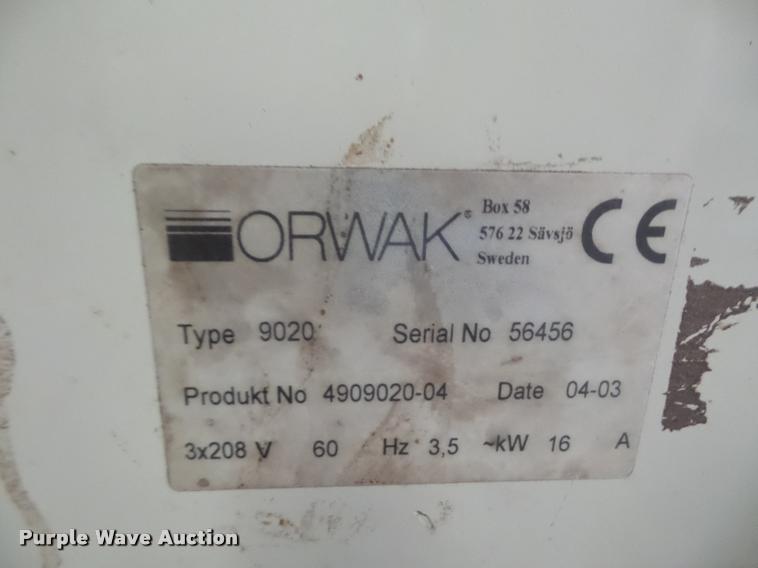 ORWAK®
Box 58
576 22 Sävsjö
Sweden
CE
Type 9020 Serial No 56456
Produkt No 4909020-04 Date 04-03
3x208 V 60 Hz 3,5 ~kW 16 A
Purple Wave Auction